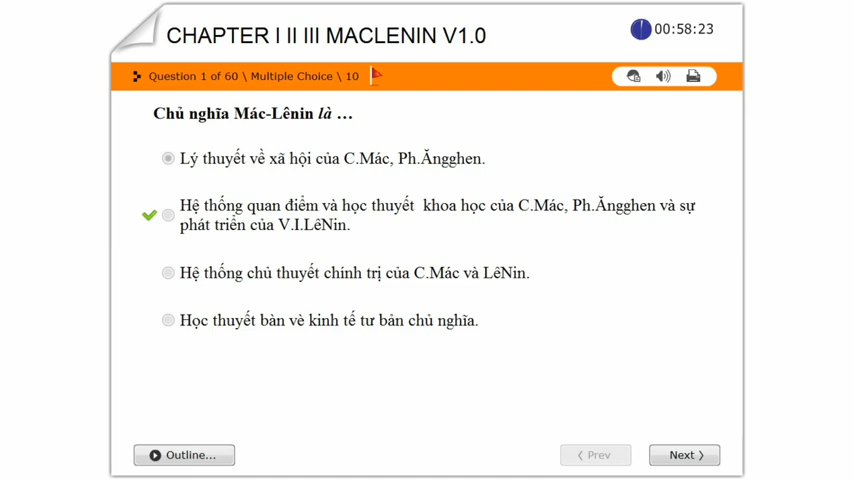 CHAPTER I II III MACLENIN V1.0
00:58:23
Question 1 of 60 \ Multiple Choice \ 10
Chủ nghĩa Mác-Lênin là …
Lý thuyết về xã hội của C.Mác, Ph.Ăngghen.
Hệ thống quan điểm và học thuyết khoa học của C.Mác, Ph.Ăngghen và sự
phát triển của V.I.LêNin.
Hệ thống chủ thuyết chính trị của C.Mác và LêNin.
Học thuyết bàn vè kinh tế tư bản chủ nghĩa.
Outline...
Prev
Next